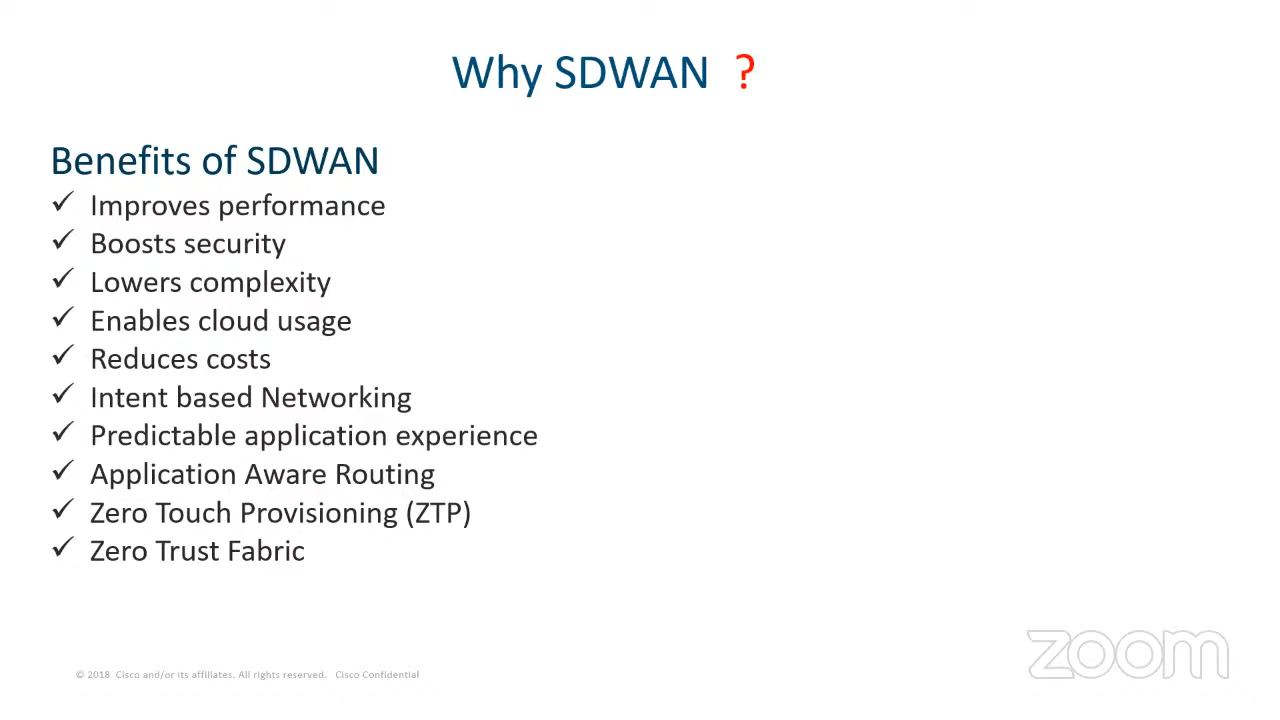 Why SDWAN ?
Benefits of SDWAN
✓ Improves performance
✓ Boosts security
✓ Lowers complexity
✓ Enables cloud usage
✓ Reduces costs
✓ Intent based Networking
✓ Predictable application experience
✓ Application Aware Routing
✓ Zero Touch Provisioning (ZTP)
✓ Zero Trust Fabric
© 2018 Cisco and/or its affiliates. All rights reserved. Cisco Confidential
zoom